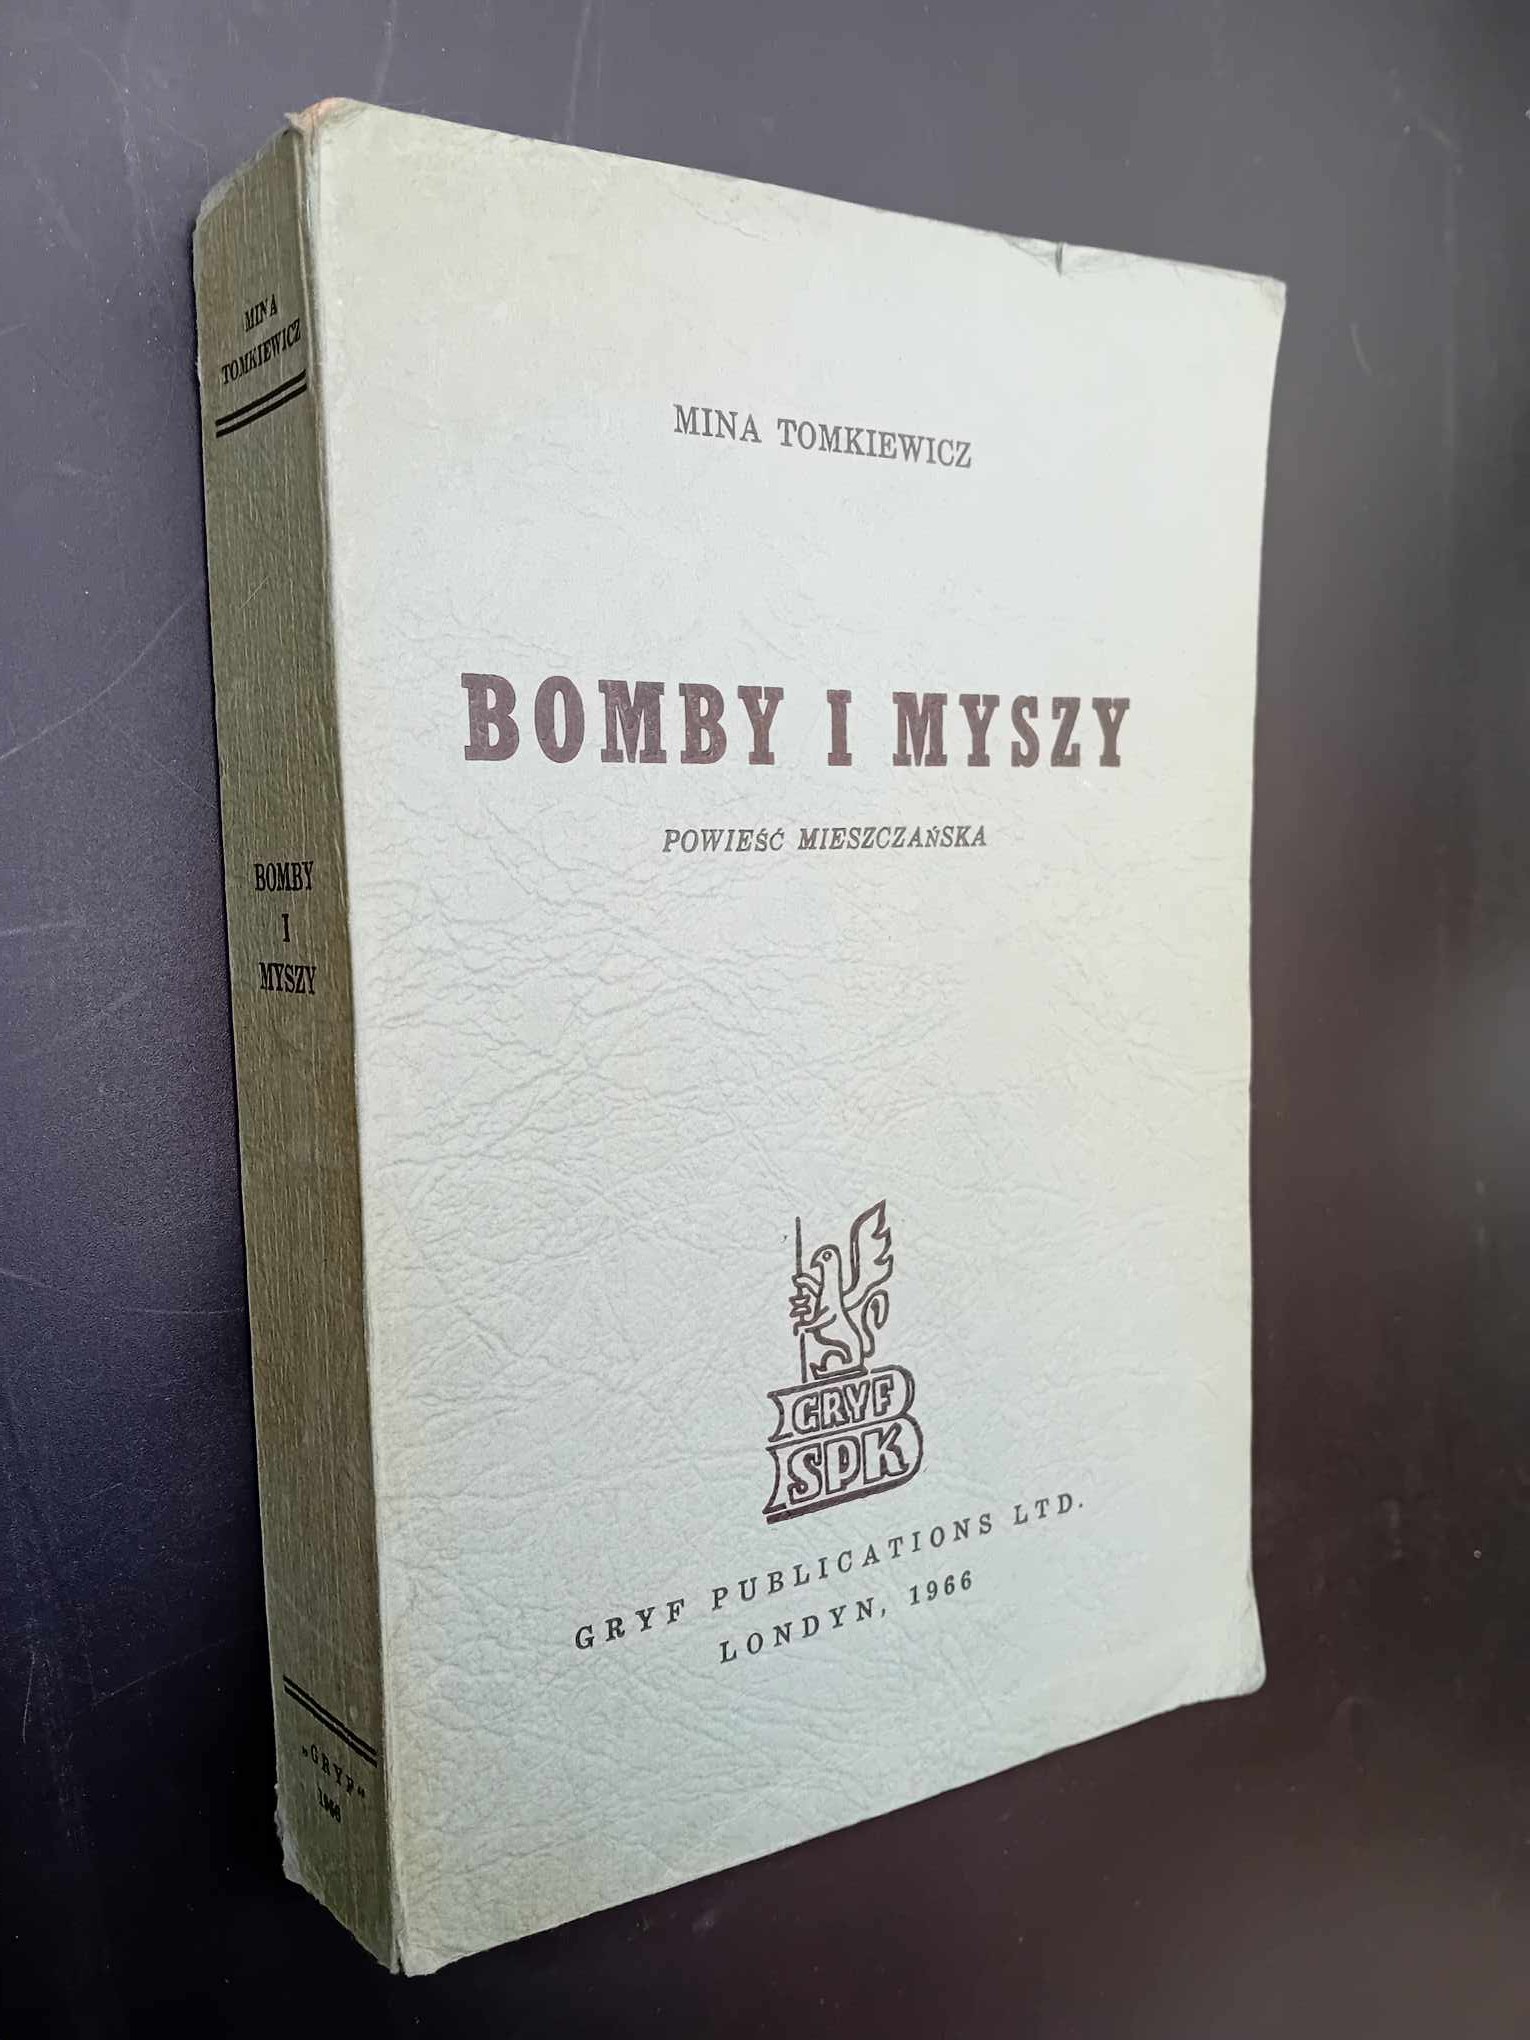 MINA
TOMKIEWICZ
BOMBY
I
MYSZY
„GRYF“
1966
MINA TOMKIEWICZ
BOMBY I MYSZY
POWIEŚĆ MIESZCZAŃSKA
GRYF
SPK
GRYF PUBLICATIONS LTD.
LONDYN, 1966